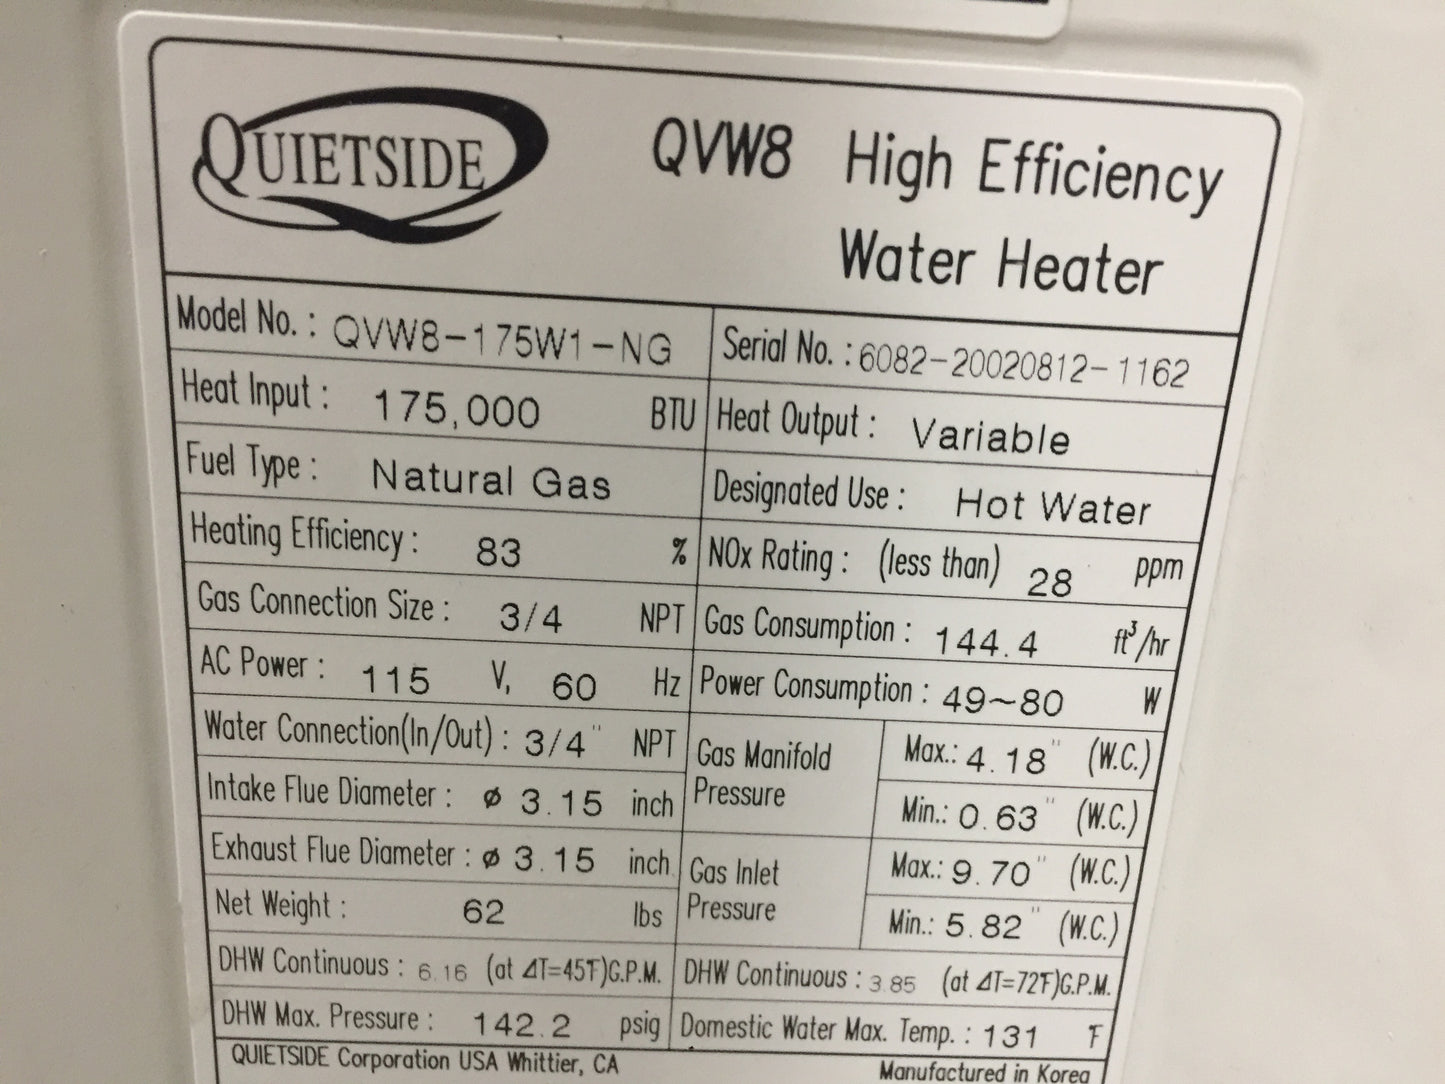 QUIETSIDE
QVW8 High Efficiency
Water Heater
Model No. : QVW8-175W1-NG
Serial No. : 6082-20020812-1162
Heat Input : 175,000 BTU
Heat Output : Variable
Fuel Type : Natural Gas
Designated Use : Hot Water
Heating Efficiency : 83 %
NOx Rating : (less than) 28 ppm
Gas Connection Size : 3/4 NPT
Gas Consumption : 144.4 ft³/hr
AC Power : 115 V, 60 Hz
Power Consumption : 49~80 W
Water Connection(In/Out) : 3/4" NPT
Gas Manifold
Pressure
Max.: 4.18" (W.C.)
Min.: 0.63" (W.C.)
Intake Flue Diameter : ø 3.15 inch
Exhaust Flue Diameter : ø 3.15 inch
Gas Inlet
Pressure
Max.: 9.70" (W.C.)
Min.: 5.82" (W.C.)
Net Weight : 62 lbs
DHW Continuous : 6.16 (at ΔT=45℉)G.P.M.
DHW Continuous : 3.85 (at ΔT=72℉)G.P.M.
DHW Max. Pressure : 142.2 psig
Domestic Water Max. Temp. : 131 ℉
QUIETSIDE Corporation USA Whittier, CA
Manufactured in Korea